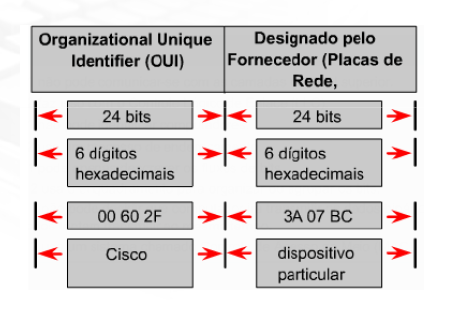 Organizational Unique
Identifier (OUI)
Designado pelo
Fornecedor (Placas de
Rede,
24 bits
24 bits
6 dígitos
hexadecimais
6 dígitos
hexadecimais
00 60 2F
3A 07 BC
Cisco
dispositivo
particular